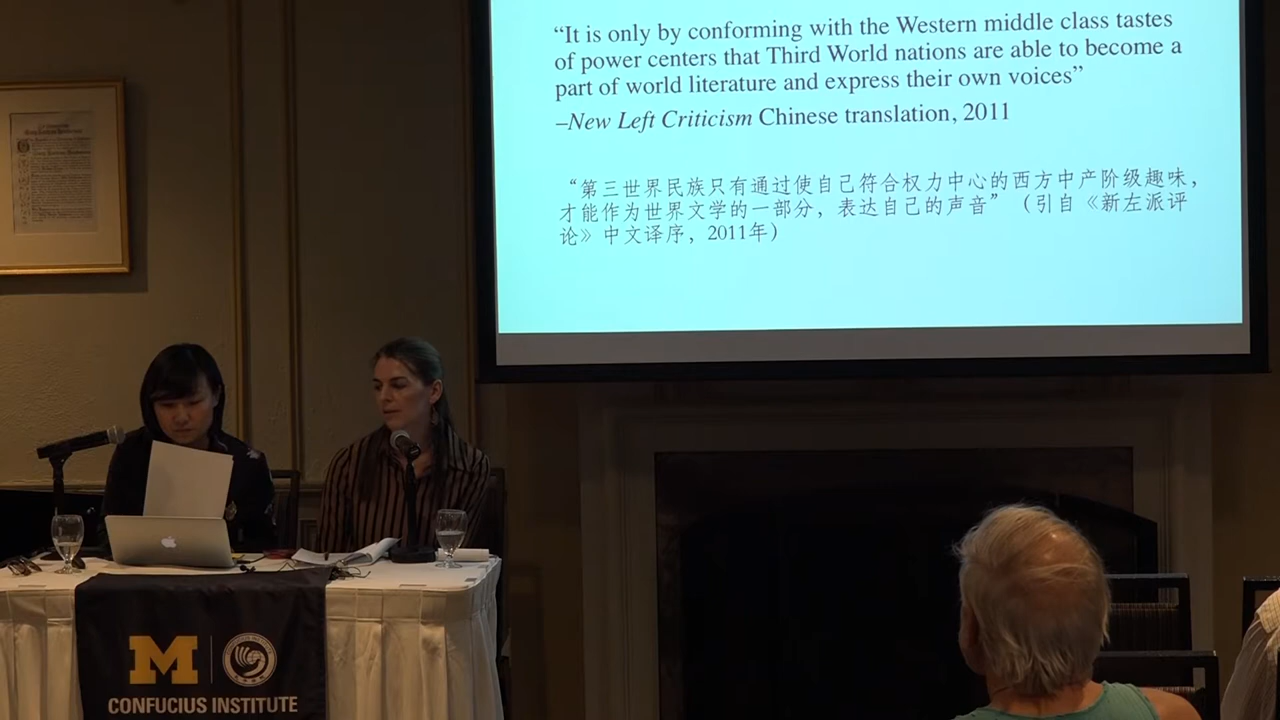 “It is only by conforming with the Western middle class tastes
of power centers that Third World nations are able to become a
part of world literature and express their own voices”
–New Left Criticism Chinese translation, 2011
“第三世界民族只有通过使自己符合权力中心的西方中产阶级趣味，
才能作为世界文学的一部分，表达自己的声音”（引自《新左派评
论》中文译序，2011年）
M
CONFUCIUS INSTITUTE